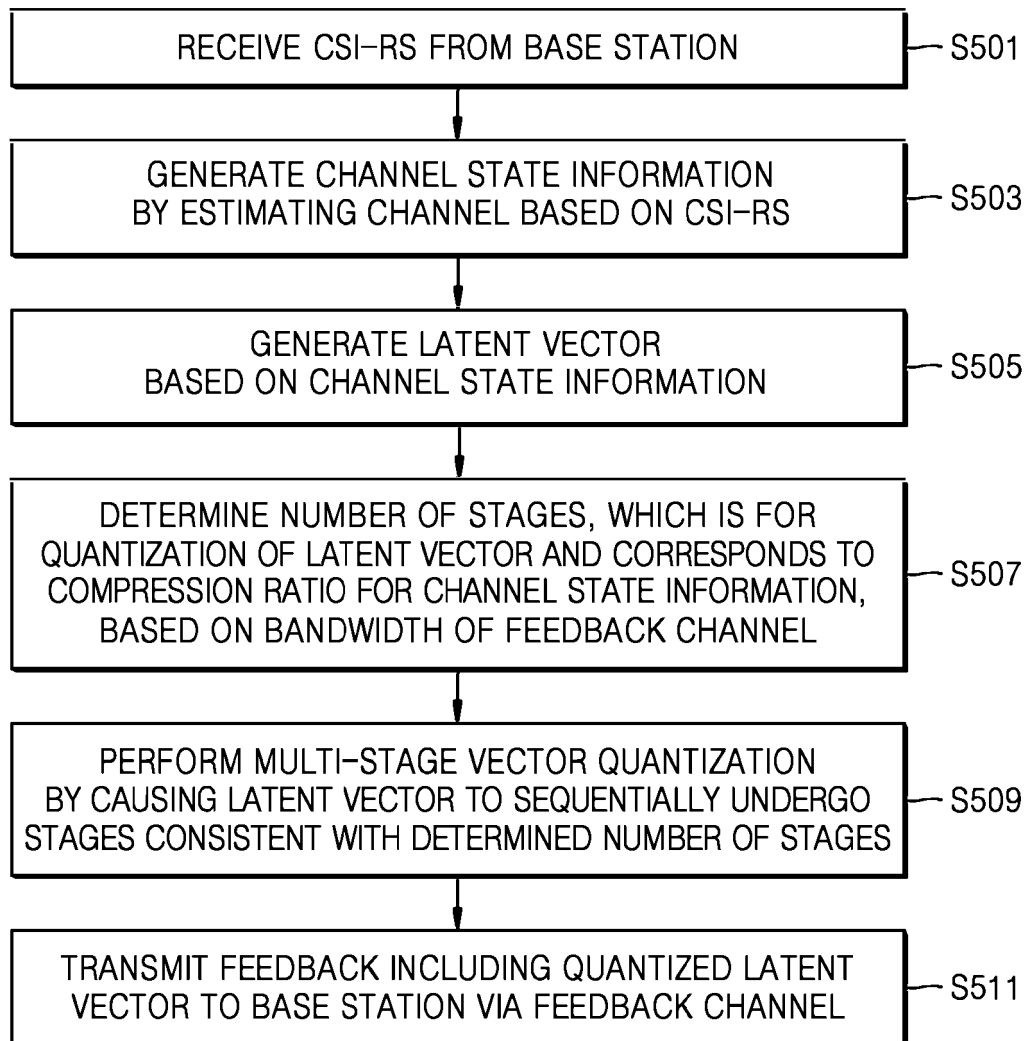 RECEIVE CSI-RS FROM BASE STATION
S501
GENERATE CHANNEL STATE INFORMATION
BY ESTIMATING CHANNEL BASED ON CSI-RS
S503
GENERATE LATENT VECTOR
BASED ON CHANNEL STATE INFORMATION
S505
DETERMINE NUMBER OF STAGES, WHICH IS FOR
QUANTIZATION OF LATENT VECTOR AND CORRESPONDS TO
COMPRESSION RATIO FOR CHANNEL STATE INFORMATION,
BASED ON BANDWIDTH OF FEEDBACK CHANNEL
S507
PERFORM MULTI-STAGE VECTOR QUANTIZATION
BY CAUSING LATENT VECTOR TO SEQUENTIALLY UNDERGO
STAGES CONSISTENT WITH DETERMINED NUMBER OF STAGES
S509
TRANSMIT FEEDBACK INCLUDING QUANTIZED LATENT
VECTOR TO BASE STATION VIA FEEDBACK CHANNEL
S511